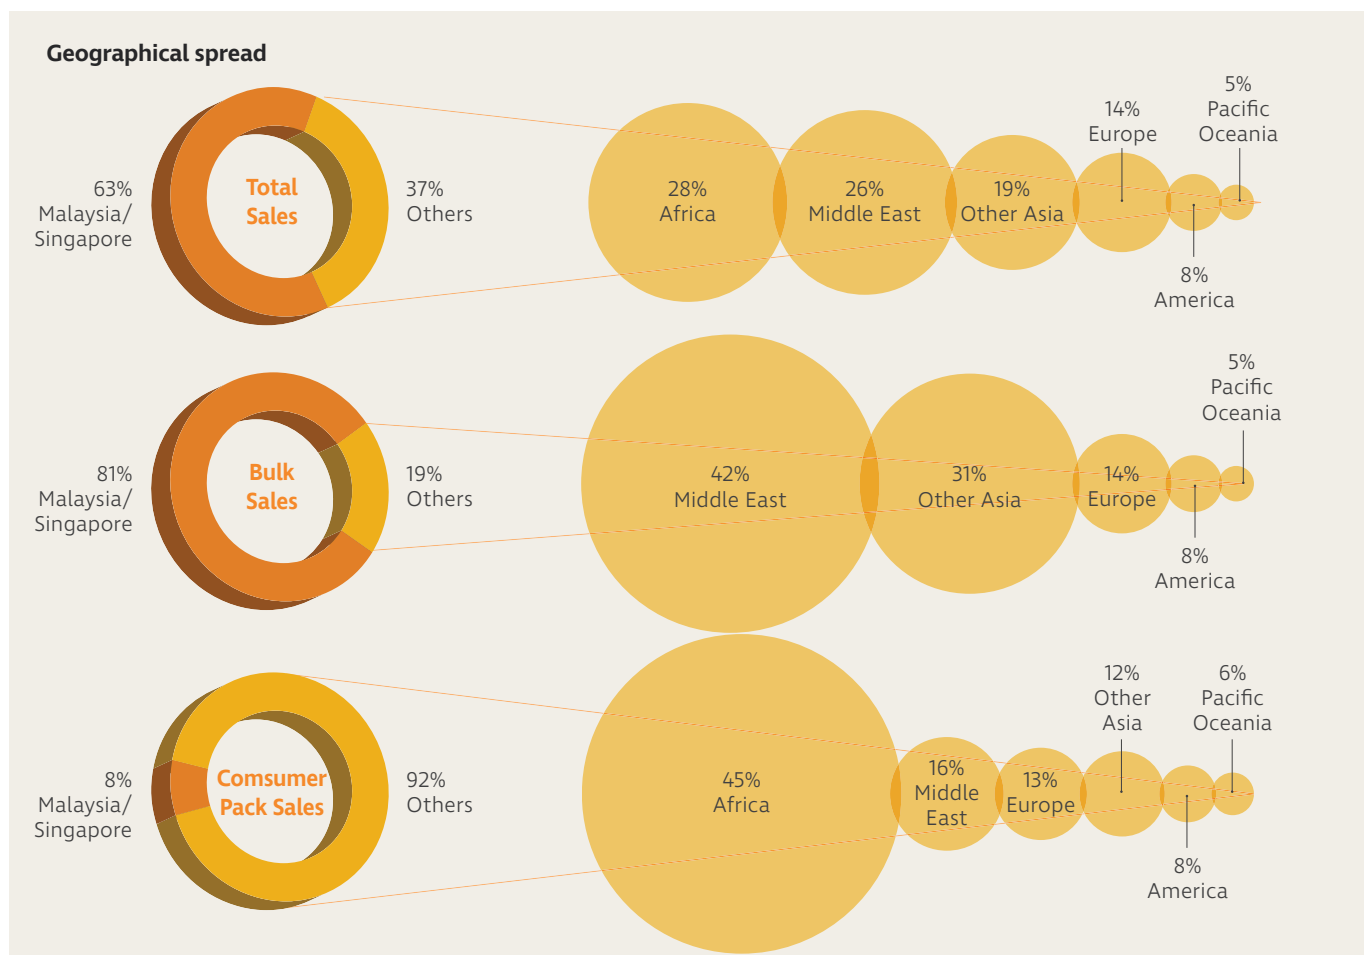 Geographical spread
63%
Malaysia/
Singapore
Total
Sales
37%
Others
28%
Africa
26%
Middle East
19%
Other Asia
14%
Europe
8%
America
5%
Pacific
Oceania
81%
Malaysia/
Singapore
Bulk
Sales
19%
Others
42%
Middle East
31%
Other Asia
14%
Europe
8%
America
5%
Pacific
Oceania
8%
Malaysia/
Singapore
Comsumer
Pack Sales
92%
Others
45%
Africa
16%
Middle
East
13%
Europe
12%
Other
Asia
8%
America
6%
Pacific
Oceania